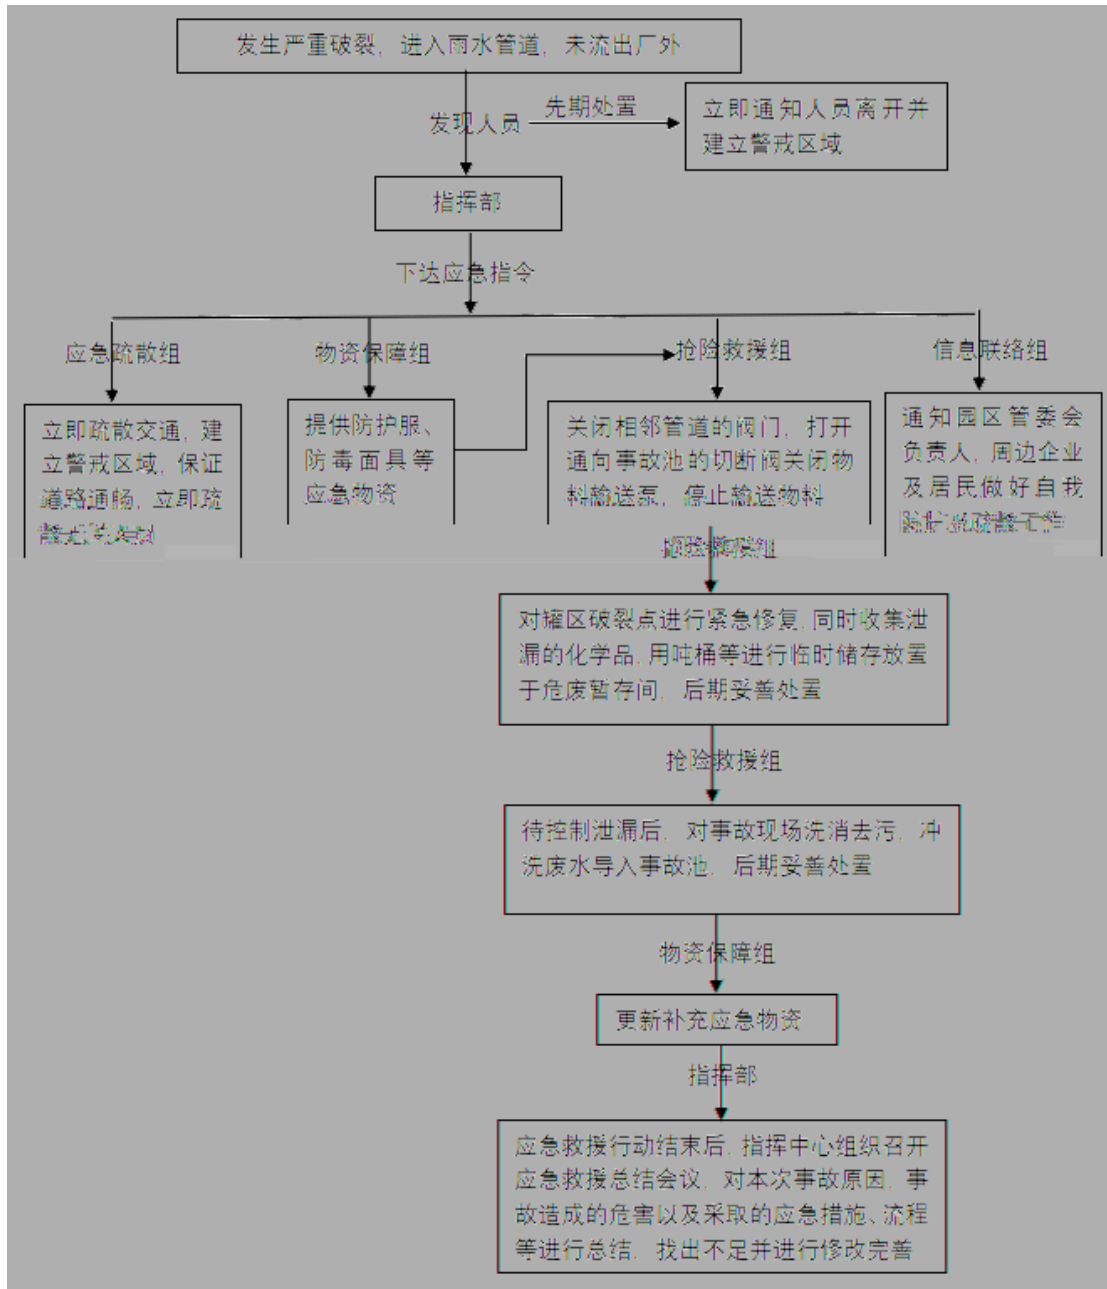 发生严重破�，进入雨水管道，未流出厂外
先期处置
发现人员
立即通知人员离开并
建立警戒区域
指挥部
下达应急指令
应急疏散组
物资保障组
抢险救援组
信息联络组
立即疏散交通，建
立警戒区域，保证
道路通畅，立即疏
提供防护服、
防毒面具等
应急物资
关闭相邻管道的阀门，打开
通向事故池的切断阀关闭物
料输送泵，停止输送物料
通知园区管委会
负责人，周边企业
及居民做好自我
抢险救援组
对罐区破裂点进行紧急修复，同时收集泄
漏的化学品，用吨桶等进行临时储存放置
于危废暂存间，后期妥善处置
抢险救援组
待控制泄漏后，对事故现场洗消去污，冲
洗废水导入事故池，后期妥善处置
物资保障组
更新补充应急物资
指挥部
应急救援行动结束后，指挥中心组织召开
应急救援总结会议，对本次事故原因，事
故造成的危害以及采取的应急措施、流程
等进行总结，找出不足并进行修改完善